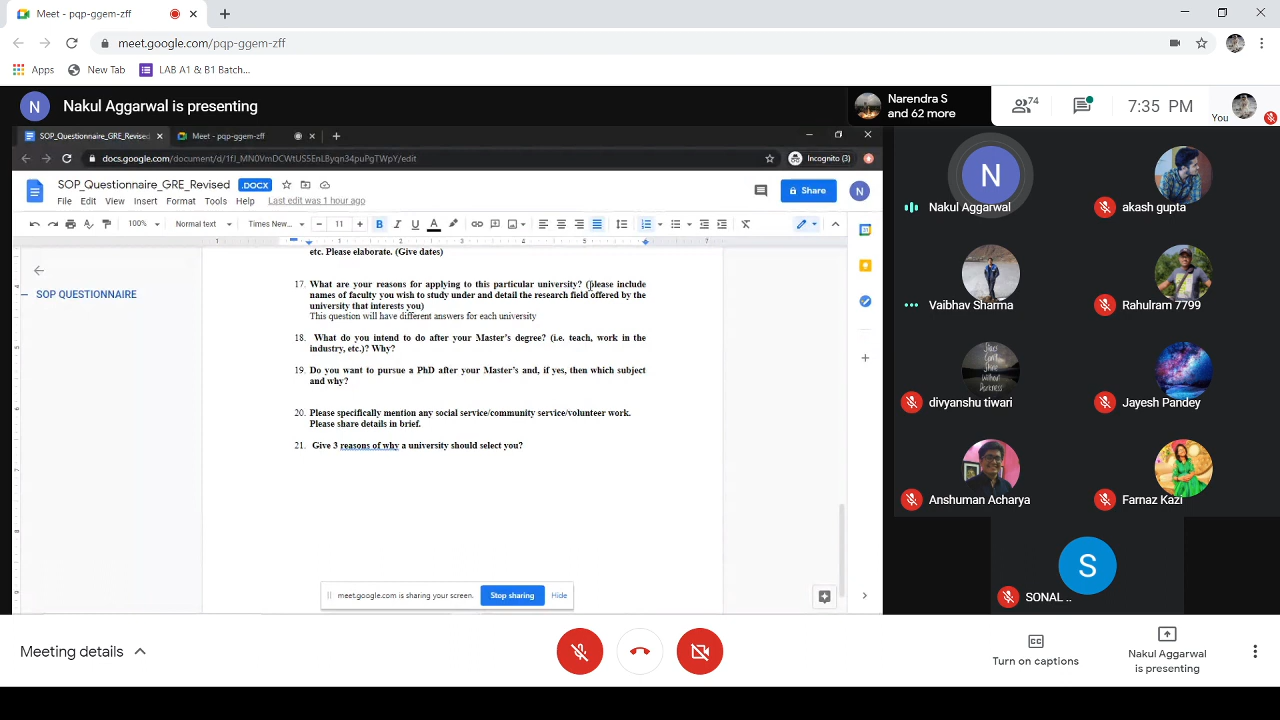 Meet - pqp-ggem-zff
meet.google.com/pqp-ggem-zff
Apps
New Tab
LAB A1 & B1 Batch...
N
Nakul Aggarwal is presenting
Narendra S
and 62 more
74
7:35 PM
You
SOP_Questionnaire_GRE_Revised
Meet - pqp-ggem-zff
Incognito (3)
SOP_Questionnaire_GRE_Revised
.DOCX
Share
N
File Edit View Insert Format Tools Help
Last edit was 1 hour ago
100%
Normal text
Times New...
11
B I U A
etc. Please elaborate. (Give dates)
SOP QUESTIONNAIRE
17. What are your reasons for applying to this particular university? (please include
names of faculty you wish to study under and detail the research field offered by the
university that interests you)
This question will have different answers for each university
18. What do you intend to do after your Master's degree? (i.e. teach, work in the
industry, etc.)? Why?
19. Do you want to pursue a PhD after your Master's and, if yes, then which subject
and why?
20. Please specifically mention any social service/community service/volunteer work.
Please share details in brief.
21. Give 3 reasons of why a university should select you?
meet.google.com is sharing your screen.
Stop sharing
Hide
N
Nakul Aggarwal
akash gupta
Vaibhav Sharma
Rahulram 7799
divyanshu tiwari
Jayesh Pandey
Anshuman Acharya
Farnaz Kazi
S
SONAL ..
Meeting details
Turn on captions
Nakul Aggarwal
is presenting